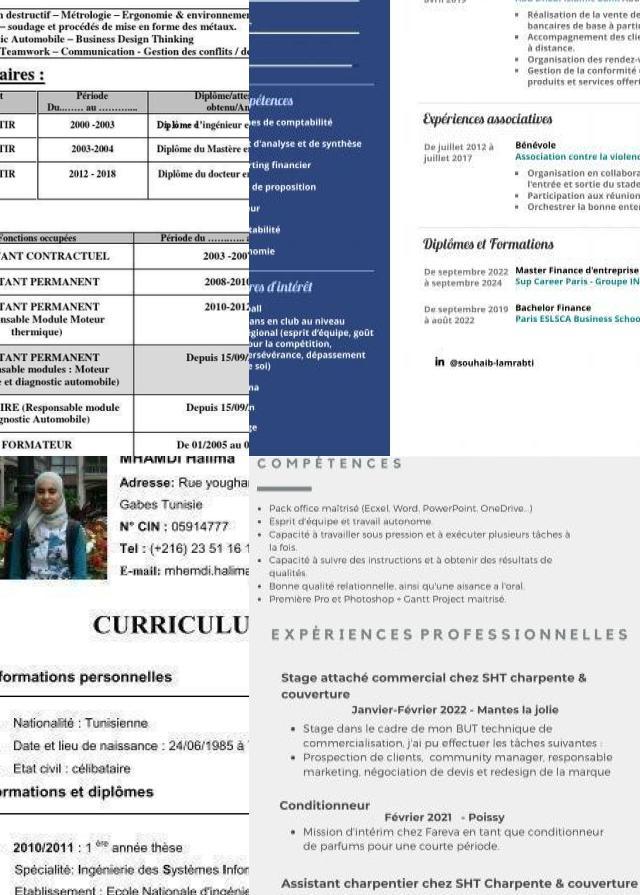 n destructif – Métrologie – Ergonomie & environneme
– soudage et procédés de mise en forme des métaux.
ic Automobile – Business Design Thinking
Teamwork – Communication - Gestion des conflits / de
aires :
Période
Du……… au …………
Diplôme/atte
obtenu/An
TIR 2000 -2003 Diplôme d'ingénieur e
TIR 2003-2004 Diplôme du Mastère e
TIR 2012 - 2018 Diplôme du docteur en
Fonctions occupées Période du ……….. a
TANT CONTRACTUEL 2003 -2007
TANT PERMANENT 2008-2010
TANT PERMANENT 2010-2012
nsable Module Moteur
thermique)
TANT PERMANENT Depuis 15/09/
nsable modules : Moteur
e et diagnostic automobile)
IRE (Responsable module Depuis 15/09/
gnostic Automobile)
FORMATEUR De 01/2005 au 0
pétences
es de comptabilité
t d'analyse et de synthèse
rting financier
de proposition
eur
tabilité
nomie
res d'intérêt
all
ans en club au niveau
égional (esprit d'équipe, goût
our la compétition,
ersévérance, dépassement
e soi)
na
n
ge
avril 2019
Réalisation de la vente de
bancaires de base à parti
Accompagnement des clie
à distance.
Organisation des rendez-v
Gestion de la conformité
produits et services offert
Expériences associatives
De juillet 2012 à
juillet 2017
Bénévole
Association contre la violenc
Organisation en collabora
l'entrée et sortie du stade
Participation aux réunion
Orchestrer la bonne enter
Diplômes et Formations
De septembre 2022
à septembre 2024
Master Finance d'entreprise
Sup Career Paris - Groupe IN
De septembre 2019
à août 2022
Bachelor Finance
Paris ESLSCA Business Schoo
in @souhaib-lamrabti
MHAMDI Halima
Adresse: Rue yougha
Gabes Tunisie
N° CIN : 05914777
Tel : (+216) 23 51 16 1
E-mail: mhemdi.halima
CURRICULU
formations personnelles
Nationalité : Tunisienne
Date et lieu de naissance : 24/06/1985 à
Etat civil : célibataire
ormations et diplômes
2010/2011 : 1 ère année thèse
Spécialité: Ingénierie des Systèmes Infor
Etablissement : Ecole Nationale d'ingénie
COMPÉTENCES
Pack office maîtrisé (Ecxel, Word, PowerPoint, OneDrive...)
Esprit d'équipe et travail autonome.
Capacité à travailler sous pression et à exécuter plusieurs tâches à
la fois.
Capacité à suivre des instructions et à obtenir des résultats de
qualités.
Bonne qualité relationnelle, ainsi qu'une aisance a l'oral.
Première Pro et Photoshop + Gantt Project maitrisé.
EXPÉRIENCES PROFESSIONNELLES
Stage attaché commercial chez SHT charpente &
couverture
Janvier-Février 2022 - Mantes la jolie
Stage dans le cadre de mon BUT technique de
commercialisation, j'ai pu effectuer les tâches suivantes :
Prospection de clients, community manager, responsable
marketing, négociation de devis et redesign de la marque
Conditionneur
Février 2021 - Poissy
Mission d'intérim chez Fareva en tant que conditionneur
de parfums pour une courte période.
Assistant charpentier chez SHT Charpente & couverture